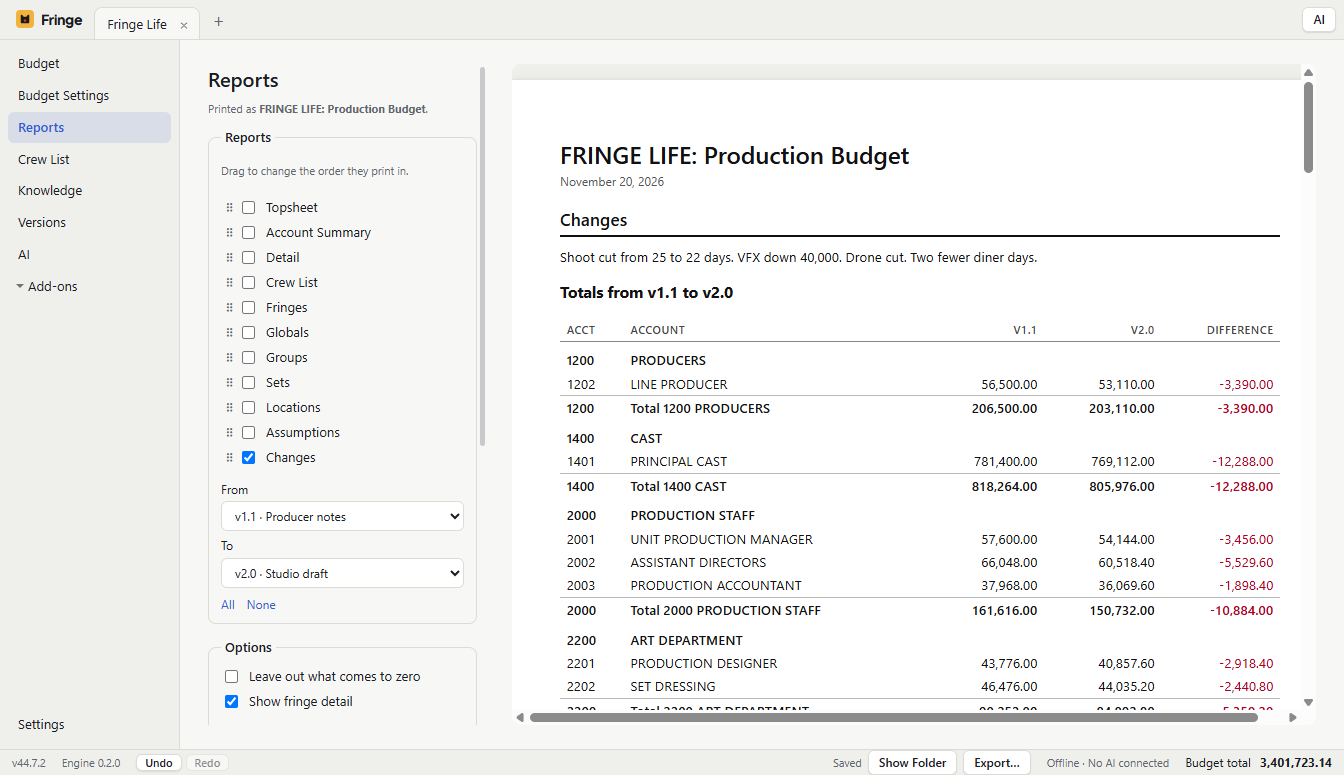 Fringe
Fringe Life
AI
Budget
Budget Settings
Reports
Crew List
Knowledge
Versions
AI
Add-ons
Settings
Reports
Printed as FRINGE LIFE: Production Budget.
Reports
Drag to change the order they print in.
Topsheet
Account Summary
Detail
Crew List
Fringes
Globals
Groups
Sets
Locations
Assumptions
Changes
From
v1.1 · Producer notes
To
v2.0 · Studio draft
All None
Options
Leave out what comes to zero
Show fringe detail
FRINGE LIFE: Production Budget
November 20, 2026
Changes
Shoot cut from 25 to 22 days. VFX down 40,000. Drone cut. Two fewer diner days.
Totals from v1.1 to v2.0
ACCT ACCOUNT V1.1 V2.0 DIFFERENCE
1200 PRODUCERS
1202 LINE PRODUCER 56,500.00 53,110.00 -3,390.00
1200 Total 1200 PRODUCERS 206,500.00 203,110.00 -3,390.00
1400 CAST
1401 PRINCIPAL CAST 781,400.00 769,112.00 -12,288.00
1400 Total 1400 CAST 818,264.00 805,976.00 -12,288.00
2000 PRODUCTION STAFF
2001 UNIT PRODUCTION MANAGER 57,600.00 54,144.00 -3,456.00
2002 ASSISTANT DIRECTORS 66,048.00 60,518.40 -5,529.60
2003 PRODUCTION ACCOUNTANT 37,968.00 36,069.60 -1,898.40
2000 Total 2000 PRODUCTION STAFF 161,616.00 150,732.00 -10,884.00
2200 ART DEPARTMENT
2201 PRODUCTION DESIGNER 43,776.00 40,857.60 -2,918.40
2202 SET DRESSING 46,476.00 44,035.20 -2,440.80
2200 Total 2200 ART DEPARTMENT
v44.7.2 Engine 0.2.0 Undo Redo Saved Show Folder Export... Offline · No AI connected Budget total 3,401,723.14